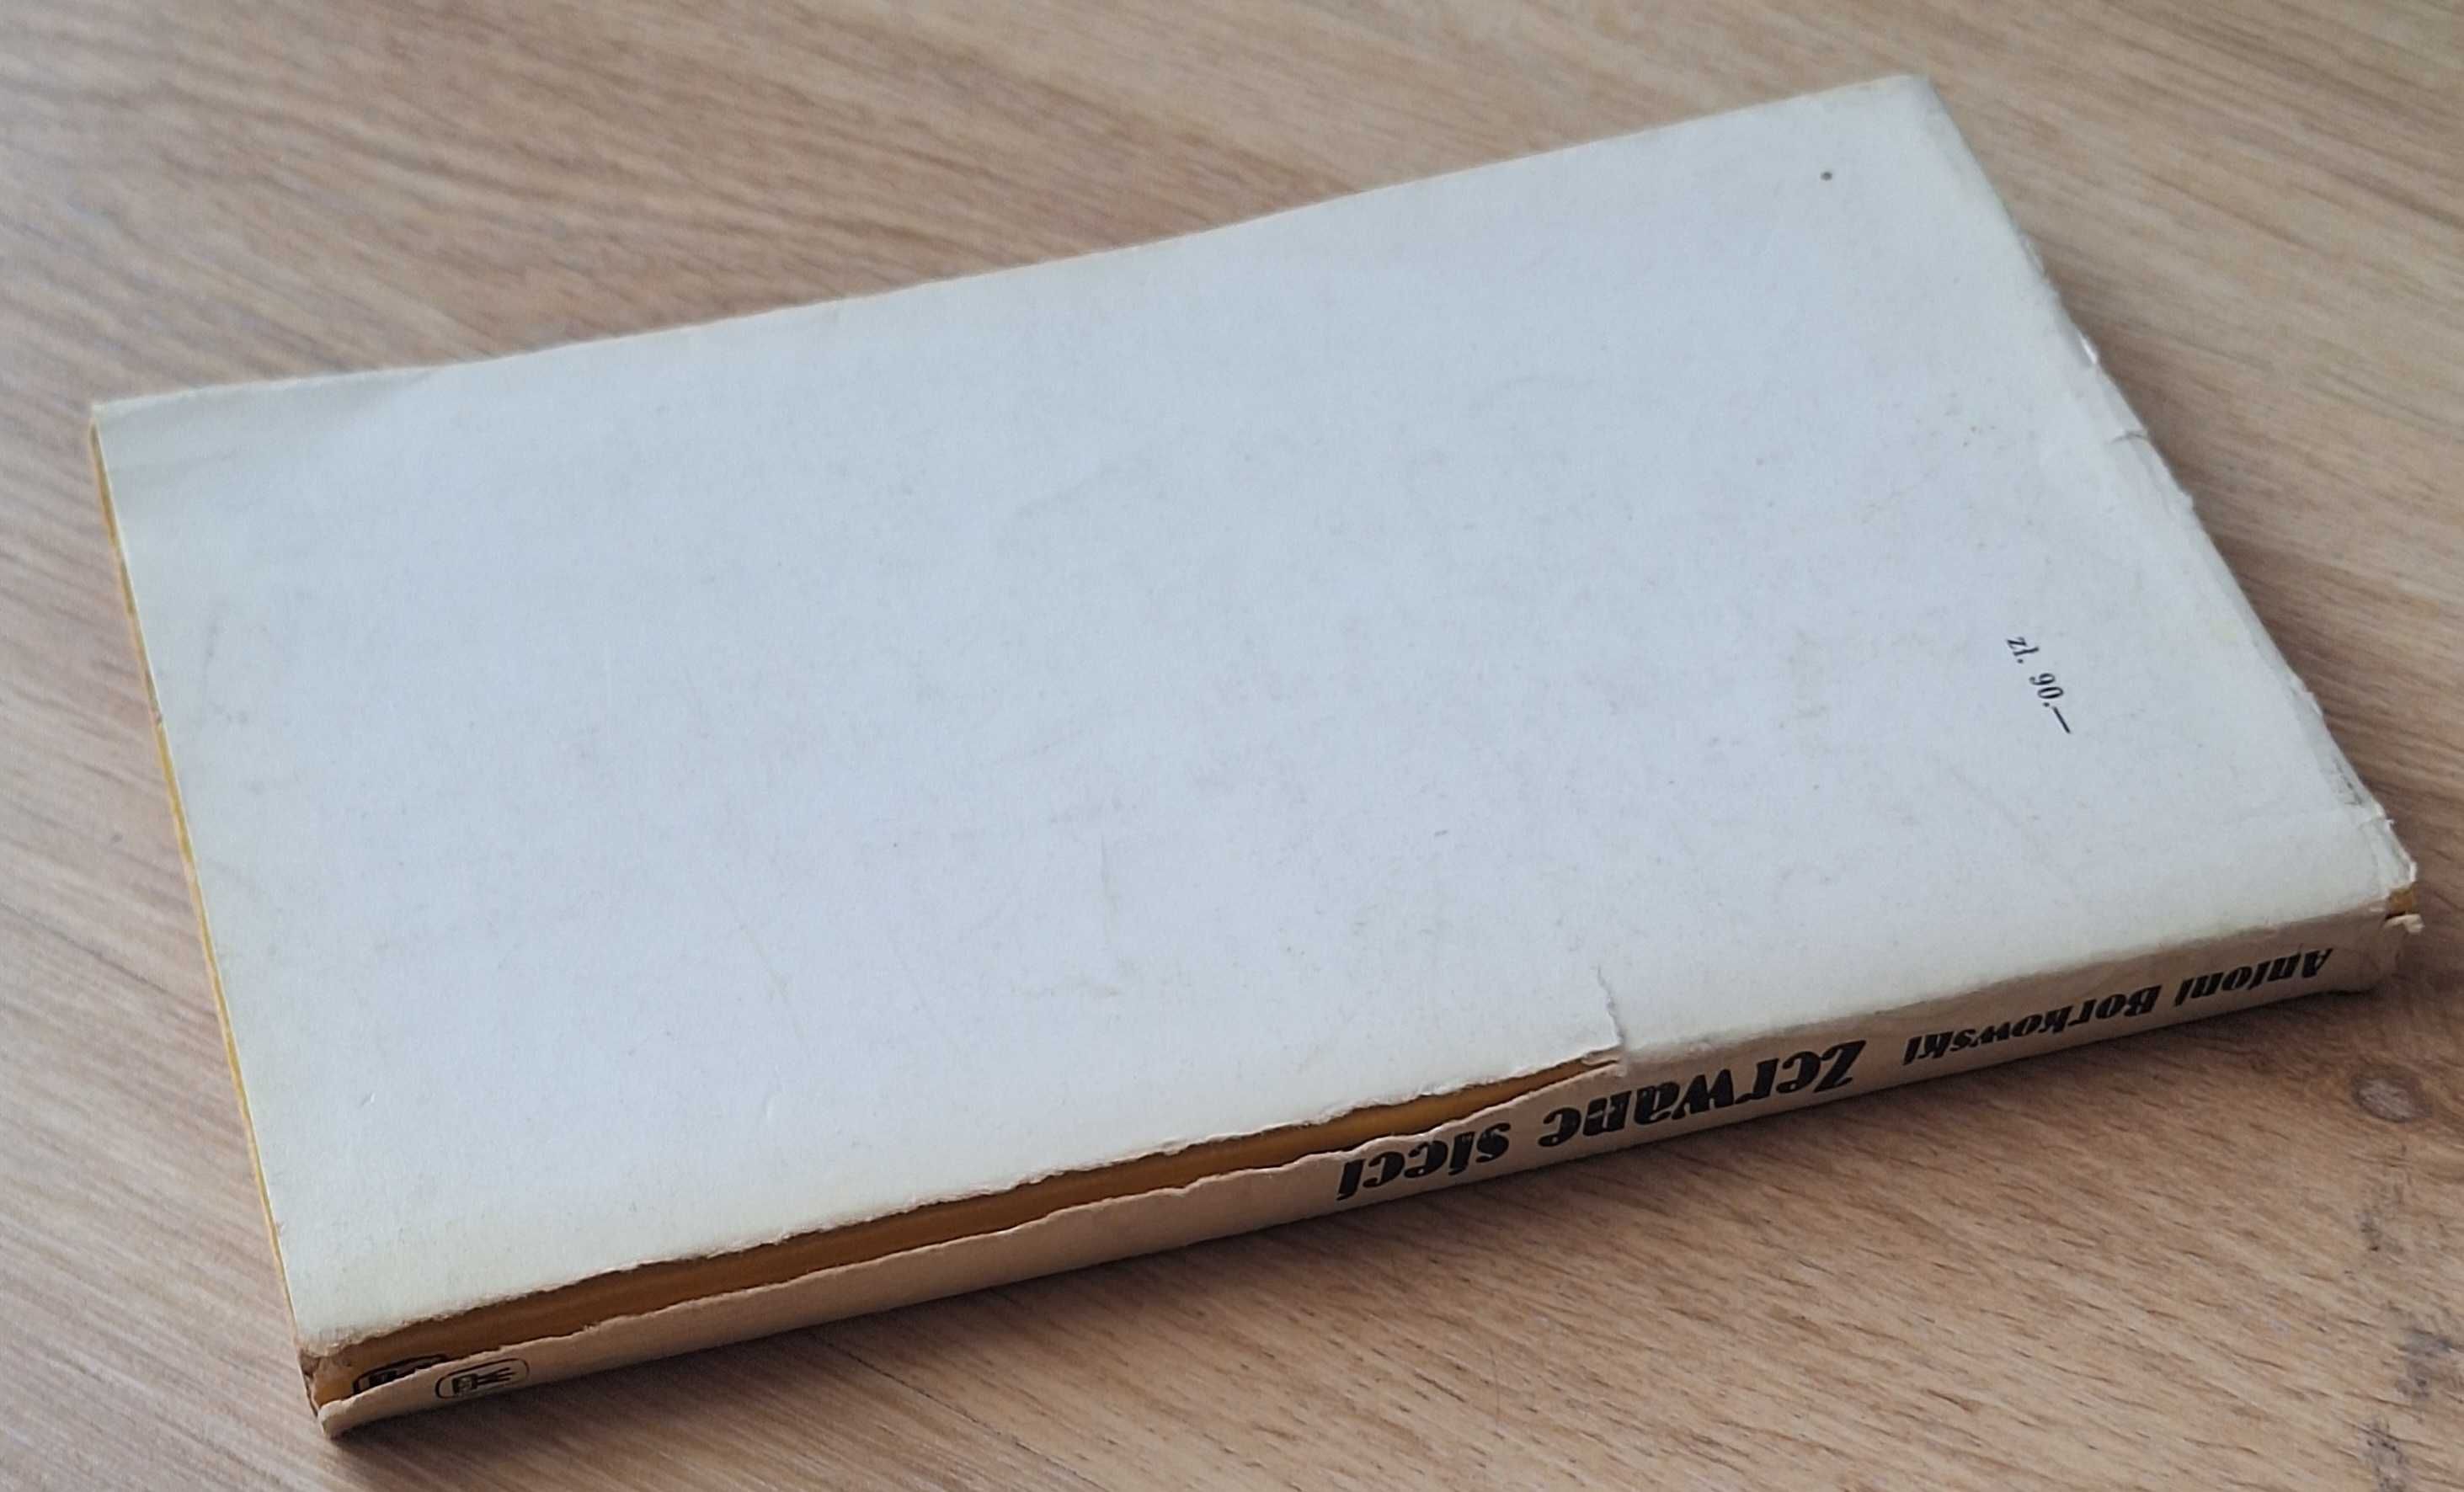 zł. 90.—
Antoni Borkowski Zerwane sieci